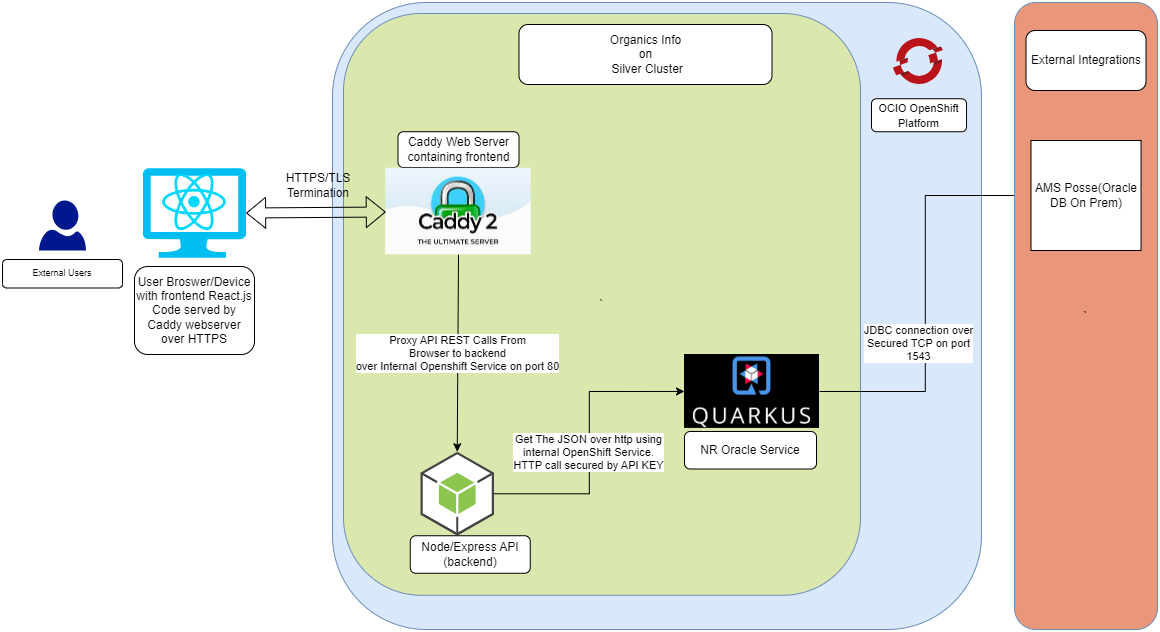 Organics Info
on
Silver Cluster
OCIO OpenShift
Platform
External Integrations
Caddy Web Server
containing frontend
HTTPS/TLS
Termination
Caddy 2
THE ULTIMATE SERVER
AMS Posse(Oracle
DB On Prem)
External Users
User Broswer/Device
with frontend React.js
Code served by
Caddy webserver
over HTTPS
Proxy API REST Calls From
Browser to backend
over Internal Openshift Service on port 80
JDBC connection over
Secured TCP on port
1543
QUARKUS
NR Oracle Service
Get The JSON over http using
internal OpenShift Service.
HTTP call secured by API KEY
Node/Express API
(backend)